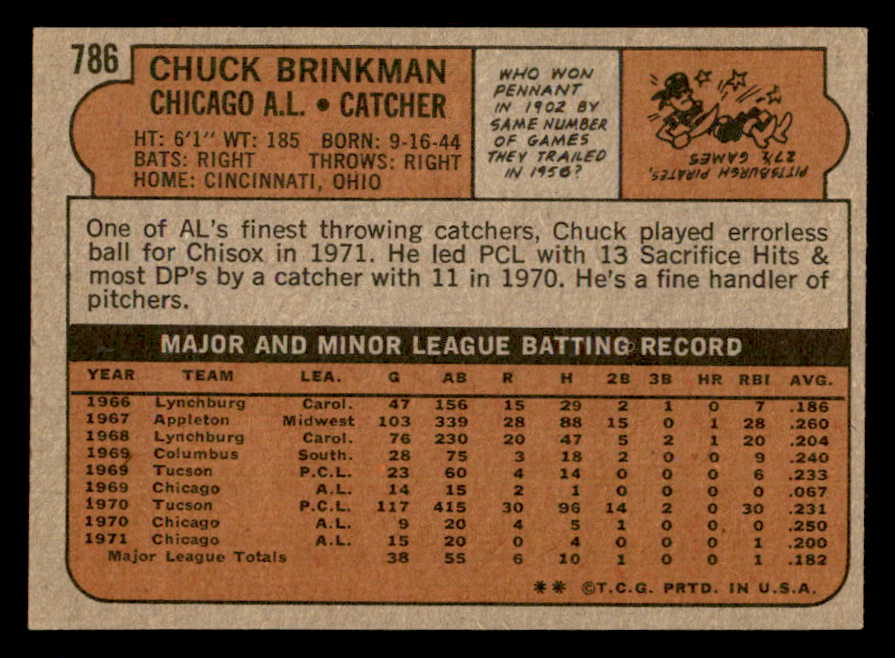 786
CHUCK BRINKMAN
CHICAGO A.L. • CATCHER
HT: 6'1" WT: 185 BORN: 9-16-44
BATS: RIGHT THROWS: RIGHT
HOME: CINCINNATI, OHIO
WHO WON
PENNANT
IN 1902 BY
SAME NUMBER
OF GAMES
THEY TRAILED
IN 1956?
PITTSBURGH PIRATES,
27½
GAMES
One of AL's finest throwing catchers, Chuck played errorless
ball for Chisox in 1971. He led PCL with 13 Sacrifice Hits &
most DP's by a catcher with 11 in 1970. He's a fine handler of
pitchers.
MAJOR AND MINOR LEAGUE BATTING RECORD
YEAR TEAM LEA. G AB R H 2B 3B HR RBI AVG.
1966 Lynchburg Carol. 47 156 15 29 2 1 0 7 .186
1967 Appleton Midwest 103 339 28 88 15 0 1 28 .260
1968 Lynchburg Carol. 76 230 20 47 5 2 1 20 .204
1969 Columbus South. 28 75 3 18 2 0 0 9 .240
1969 Tucson P.C.L. 23 60 4 14 0 0 0 6 .233
1969 Chicago A.L. 14 15 2 1 0 0 0 0 .067
1970 Tucson P.C.L. 117 415 30 96 14 2 0 30 .231
1970 Chicago A.L. 9 20 4 5 1 0 0 0 .250
1971 Chicago A.L. 15 20 0 4 0 0 0 1 .200
Major League Totals 38 55 6 10 1 0 0 1 .182
** ©T.C.G. PRTD. IN U.S.A.